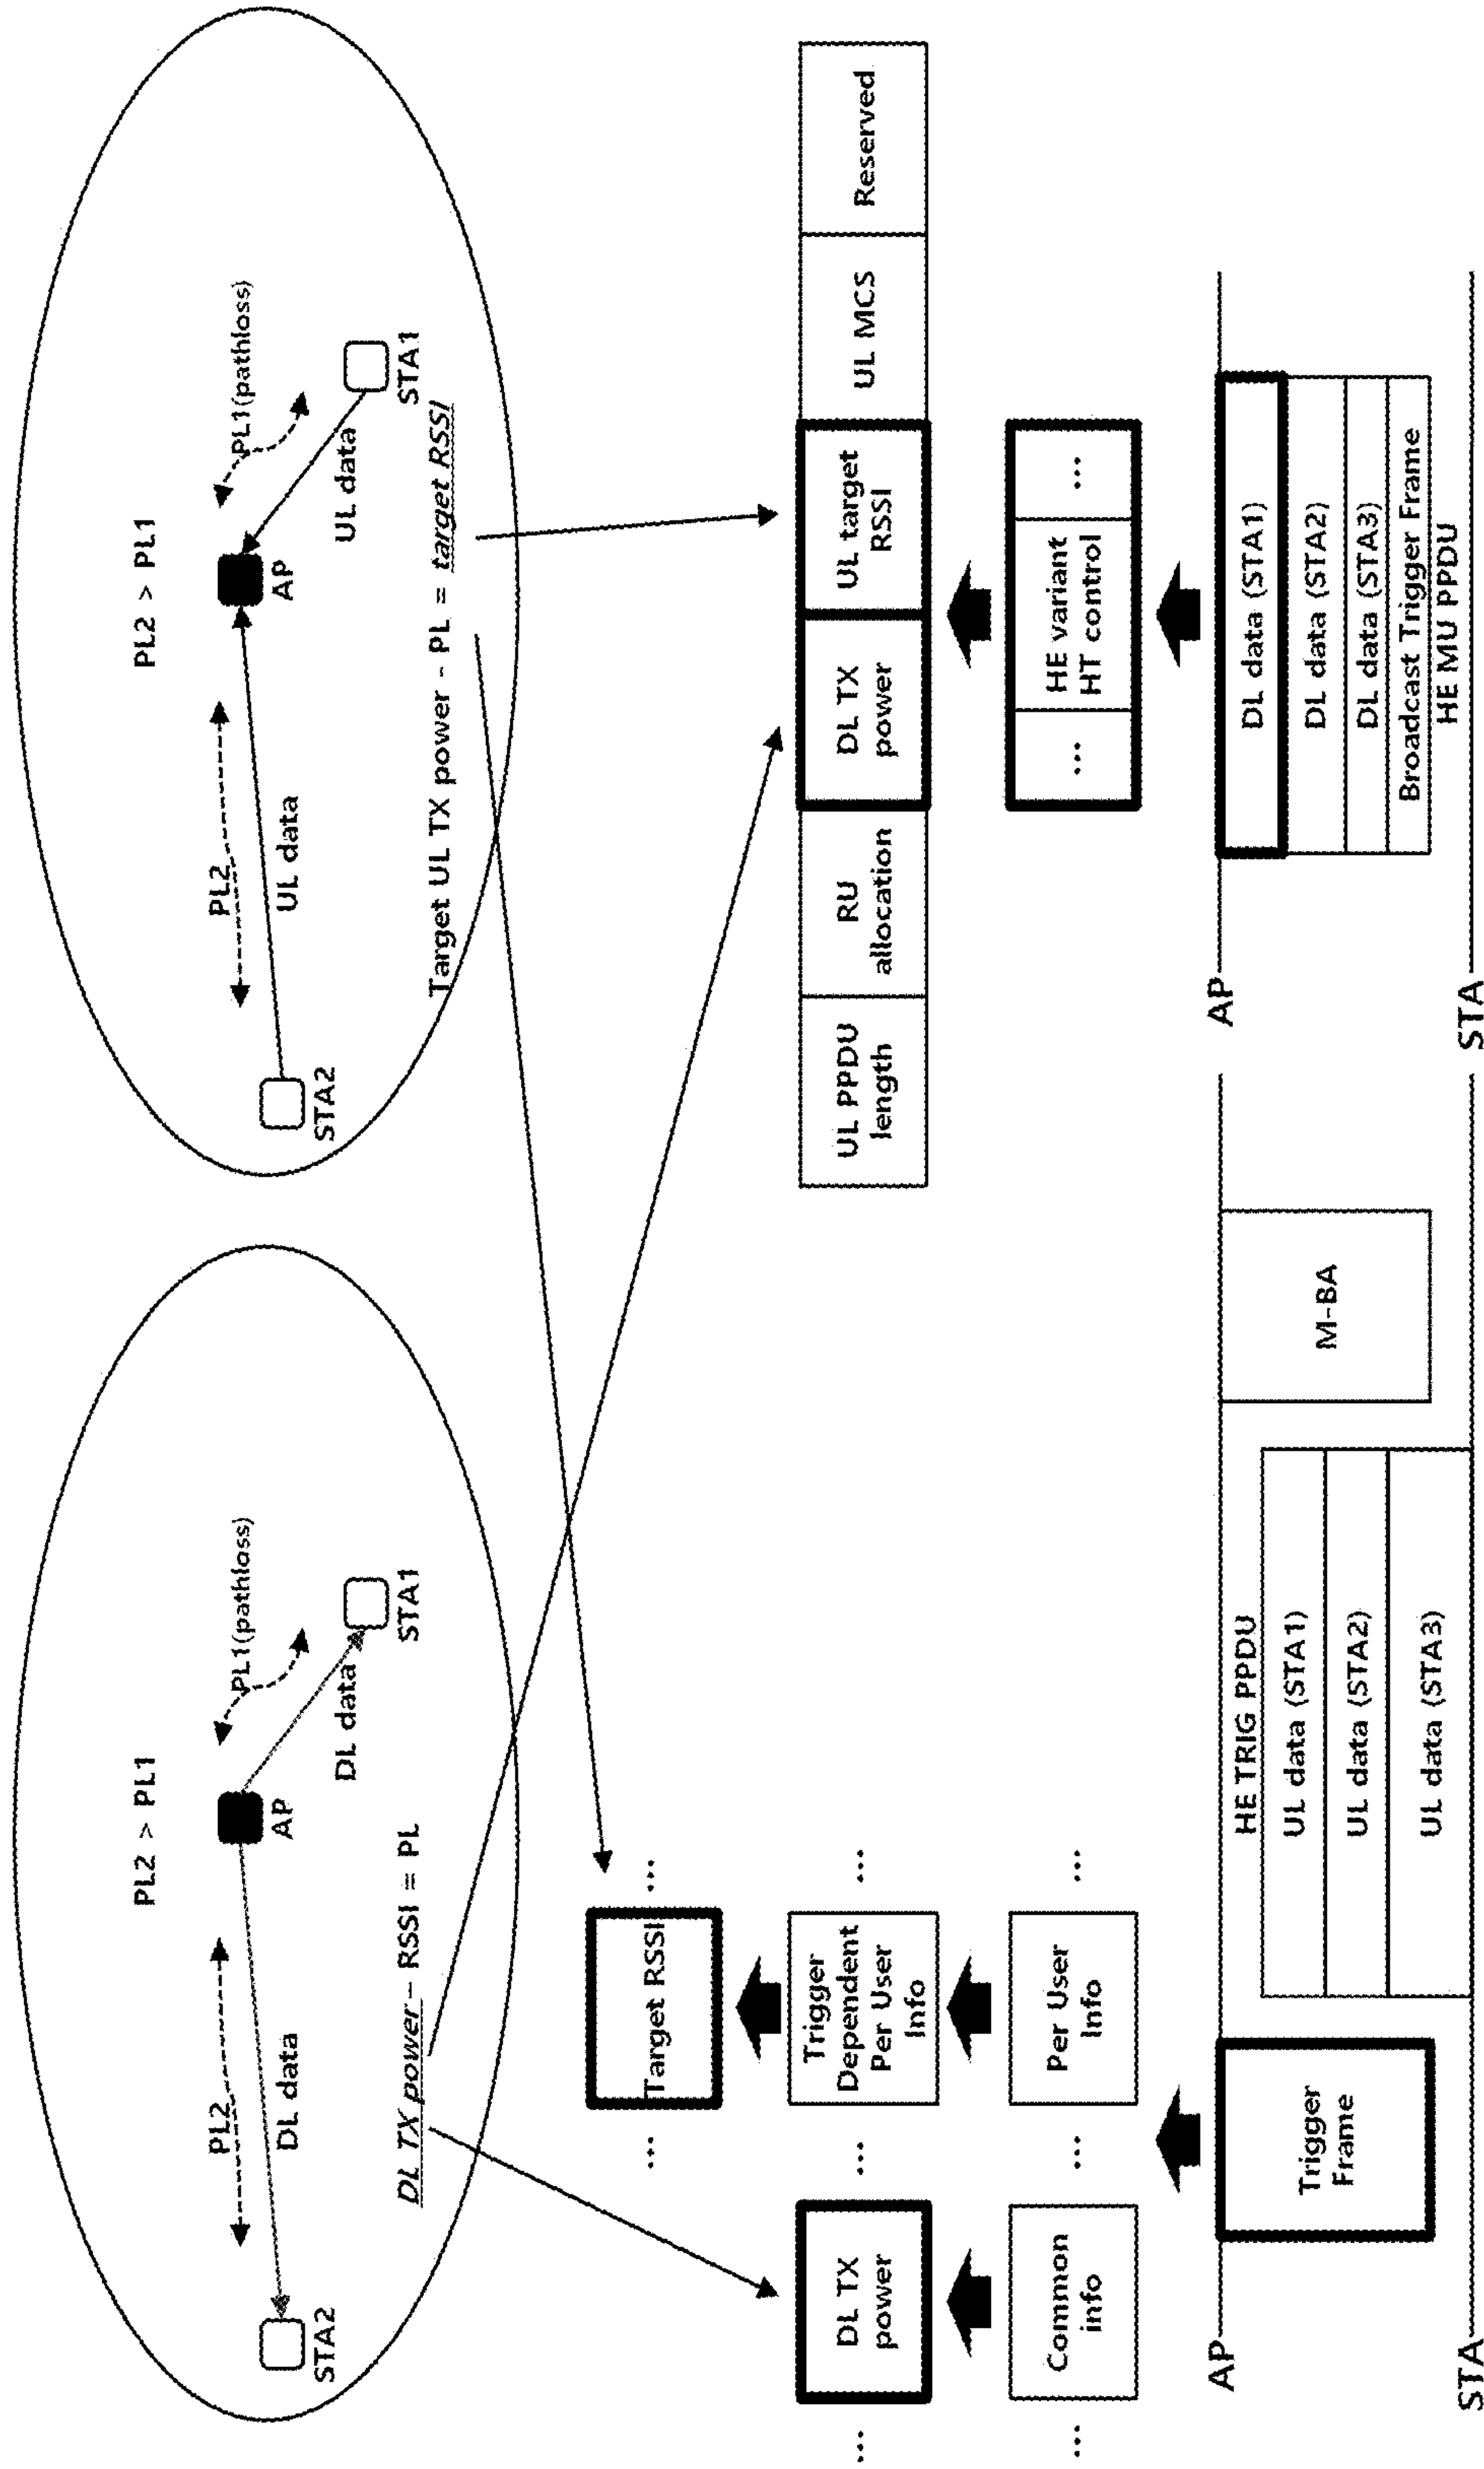 PL2 > PL1
PL2
PL1(pathloss)
DL data
DL data
AP
STA2
STA1
DL TX power – RSSI = PL
PL2 > PL1
PL2
PL1(pathloss)
UL data
UL data
AP
STA2
STA1
Target UL TX power – PL = target RSSI
... Target RSSI ...
... DL TX
power
... Trigger
Dependent
Per User
Info
...
... Common
info
... Per User
Info
...
UL PPDU
length
RU
allocation
DL TX
power
UL target
RSSI
UL MCS
Reserved
...
HE variant
HT control
...
AP
Trigger
Frame
HE TRIG PPDU
UL data (STA1)
UL data (STA2)
UL data (STA3)
M-BA
STA
AP
DL data (STA1)
DL data (STA2)
DL data (STA3)
Broadcast Trigger Frame
HE MU PPDU
STA